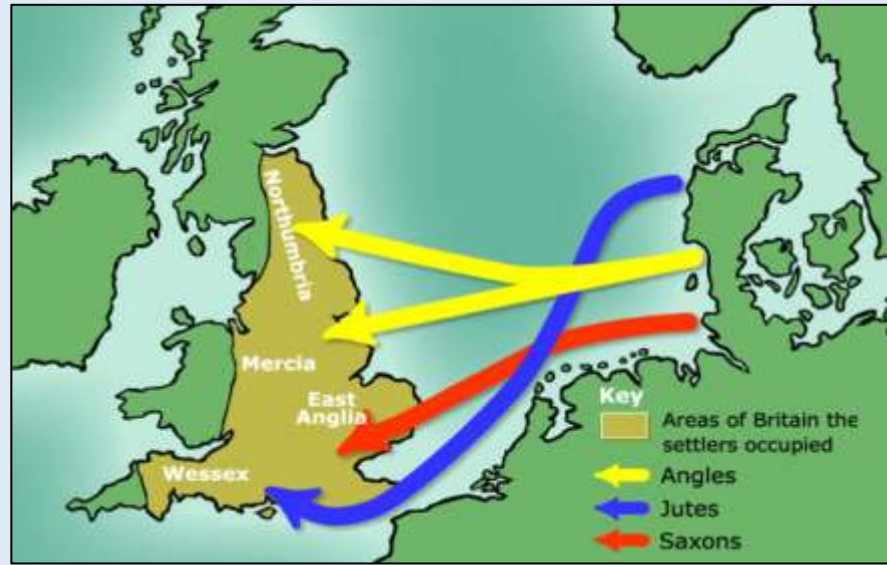 Northumbria
Mercia
East
Anglia
Wessex
Key
Areas of Britain the
settlers occupied
Angles
Jutes
Saxons